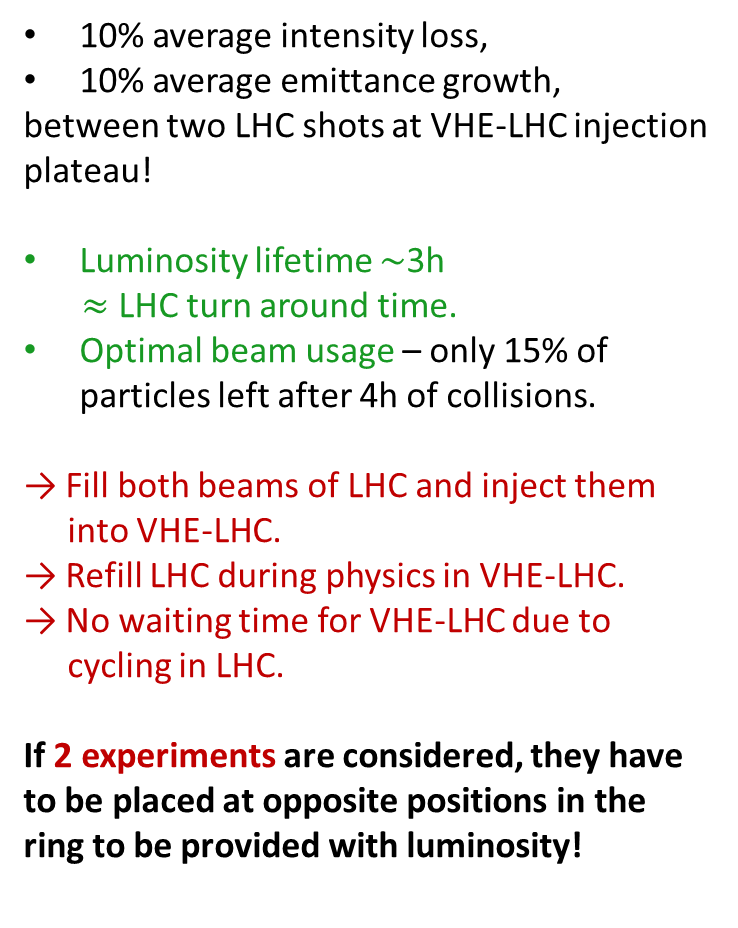 • 10% average intensity loss,
• 10% average emittance growth,
between two LHC shots at VHE-LHC injection
plateau!
• Luminosity lifetime ~3h
≈ LHC turn around time.
• Optimal beam usage – only 15% of
particles left after 4h of collisions.
→ Fill both beams of LHC and inject them
into VHE-LHC.
→ Refill LHC during physics in VHE-LHC.
→ No waiting time for VHE-LHC due to
cycling in LHC.
If 2 experiments are considered, they have
to be placed at opposite positions in the
ring to be provided with luminosity!